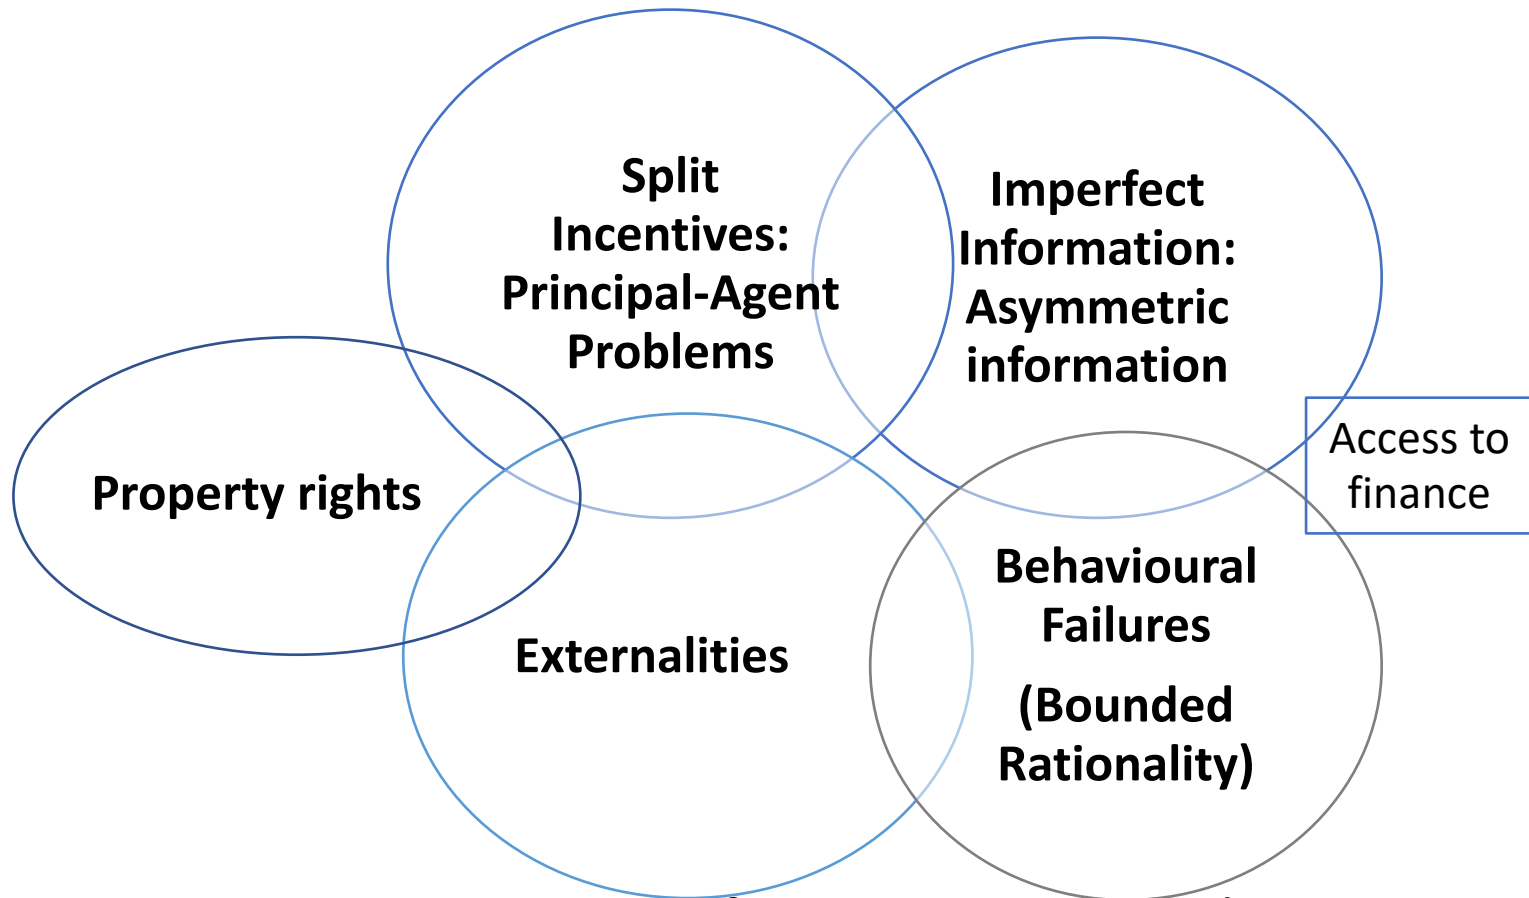 Split
Incentives:
Principal-Agent
Problems
Imperfect
Information:
Asymmetric
information
Access to
finance
Property rights
Externalities
Behavioural
Failures
(Bounded
Rationality)